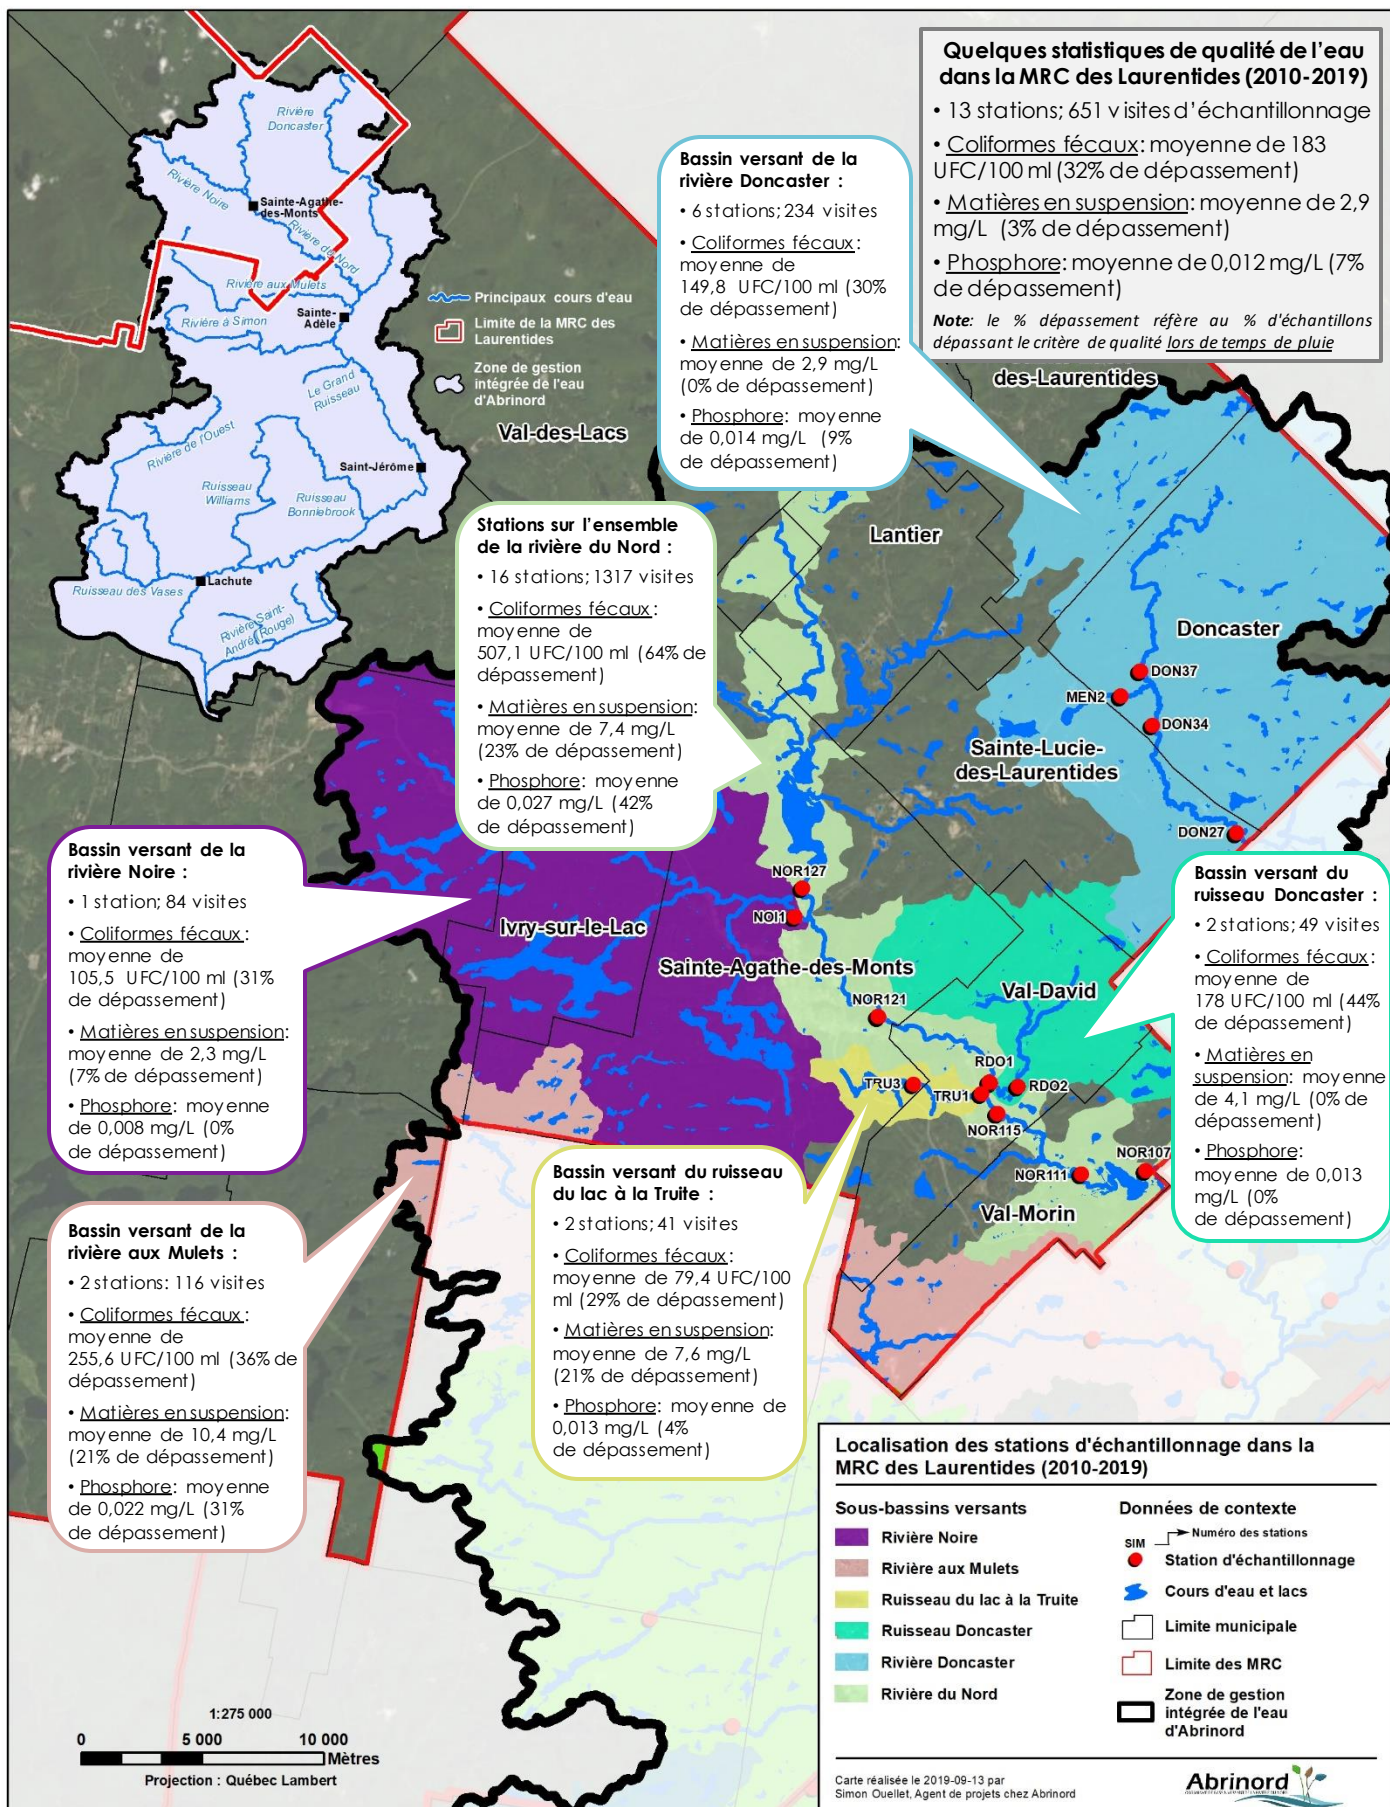 Quelques statistiques de qualité de l'eau
dans la MRC des Laurentides (2010-2019)
• 13 stations; 651 visites d'échantillonnage
• Coliformes fécaux: moyenne de 183
UFC/100 ml (32% de dépassement)
• Matières en suspension: moyenne de 2,9
mg/L (3% de dépassement)
• Phosphore: moyenne de 0,012 mg/L (7%
de dépassement)
Note: le % dépassement réfère au % d'échantillons
dépassant le critère de qualité lors de temps de pluie
Rivière
Doncaster
Rivière Noire
Sainte-Agathe-
des-Monts
Rivière du Nord
Rivière aux Mulets
Rivière à Simon
Sainte-
Adèle
Le Grand
Ruisseau
Rivière de l'Ouest
Saint-Jérôme
Ruisseau
Williams
Ruisseau
Bonniebrook
Lachute
Ruisseau des Vases
Rivière Saint-
André (Rouge)
Principaux cours d'eau
Limite de la MRC des
Laurentides
Zone de gestion
intégrée de l'eau
d'Abrinord
Val-des-Lacs
Bassin versant de la
rivière Doncaster :
• 6 stations; 234 visites
• Coliformes fécaux:
moyenne de
149,8 UFC/100 ml (30%
de dépassement)
• Matières en suspension:
moyenne de 2,9 mg/L
(0% de dépassement)
• Phosphore: moyenne
de 0,014 mg/L (9%
de dépassement)
des-Laurentides
Stations sur l'ensemble
de la rivière du Nord :
• 16 stations; 1317 visites
• Coliformes fécaux:
moyenne de
507,1 UFC/100 ml (64% de
dépassement)
• Matières en suspension:
moyenne de 7,4 mg/L
(23% de dépassement)
• Phosphore: moyenne
de 0,027 mg/L (42%
de dépassement)
Lantier
Doncaster
DON37
MEN2
DON34
Sainte-Lucie-
des-Laurentides
DON27
Bassin versant de la
rivière Noire :
• 1 station; 84 visites
• Coliformes fécaux:
moyenne de
105,5 UFC/100 ml (31%
de dépassement)
• Matières en suspension:
moyenne de 2,3 mg/L
(7% de dépassement)
• Phosphore: moyenne
de 0,008 mg/L (0%
de dépassement)
NOR127
NOI1
Ivry-sur-le-Lac
Sainte-Agathe-des-Monts
NOR121
Val-David
RDO1
RDO2
TRU3
TRU1
NOR115
NOR111
NOR107
Val-Morin
Bassin versant du
ruisseau Doncaster :
• 2 stations; 49 visites
• Coliformes fécaux:
moyenne de
178 UFC/100 ml (44%
de dépassement)
• Matières en
suspension: moyenne
de 4,1 mg/L (0% de
dépassement)
• Phosphore:
moyenne de 0,013
mg/L (0%
de dépassement)
Bassin versant du ruisseau
du lac à la Truite :
• 2 stations; 41 visites
• Coliformes fécaux:
moyenne de 79,4 UFC/100
ml (29% de dépassement)
• Matières en suspension:
moyenne de 7,6 mg/L
(21% de dépassement)
• Phosphore: moyenne de
0,013 mg/L (4%
de dépassement)
Bassin versant de la
rivière aux Mulets :
• 2 stations: 116 visites
• Coliformes fécaux:
moyenne de
255,6 UFC/100 ml (36% de
dépassement)
• Matières en suspension:
moyenne de 10,4 mg/L
(21% de dépassement)
• Phosphore: moyenne
de 0,022 mg/L (31%
de dépassement)
1:275 000
0 5 000 10 000
Mètres
Projection : Québec Lambert
Localisation des stations d'échantillonnage dans la
MRC des Laurentides (2010-2019)
Sous-bassins versants
Rivière Noire
Rivière aux Mulets
Ruisseau du lac à la Truite
Ruisseau Doncaster
Rivière Doncaster
Rivière du Nord
Données de contexte
SIM
Numéro des stations
Station d'échantillonnage
Cours d'eau et lacs
Limite municipale
Limite des MRC
Zone de gestion
intégrée de l'eau
d'Abrinord
Carte réalisée le 2019-09-13 par
Simon Ouellet, Agent de projets chez Abrinord
Abrinord